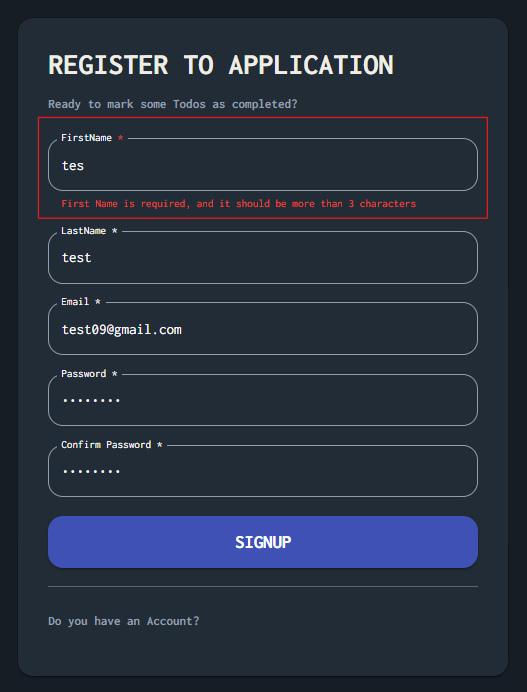 REGISTER TO APPLICATION
Ready to mark some Todos as completed?
FirstName *
tes
First Name is required, and it should be more than 3 characters
LastName *
test
Email *
test09@gmail.com
Password *
••••••••
Confirm Password *
••••••••
SIGNUP
Do you have an Account?